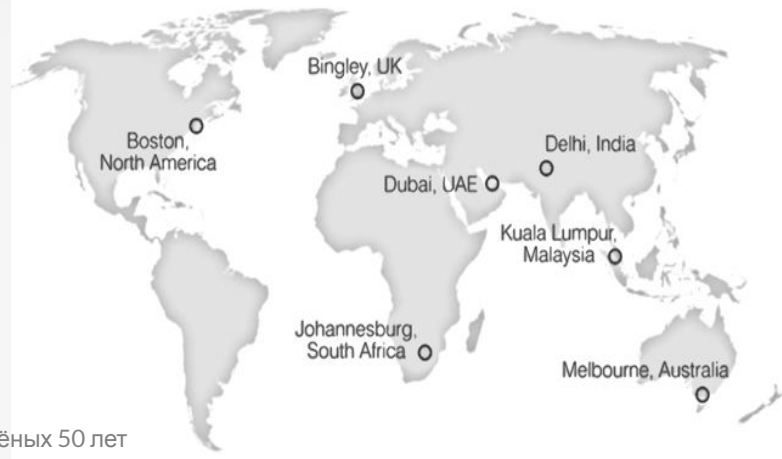 Bingley, UK
Boston,
North America
Delhi, India
Dubai, UAE
Kuala Lumpur,
Malaysia
Johannesburg,
South Africa
Melbourne, Australia
50 лет